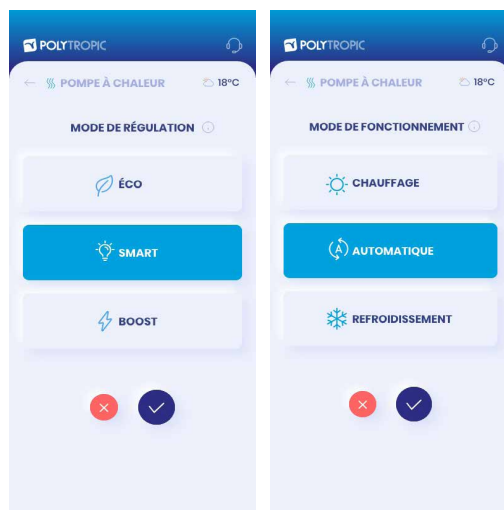 POLYTROPIC
POMPE À CHALEUR 18°C
MODE DE RÉGULATION
ÉCO
SMART
BOOST
POLYTROPIC
POMPE À CHALEUR 18°C
MODE DE FONCTIONNEMENT
CHAUFFAGE
A AUTOMATIQUE
REFROIDISSEMENT